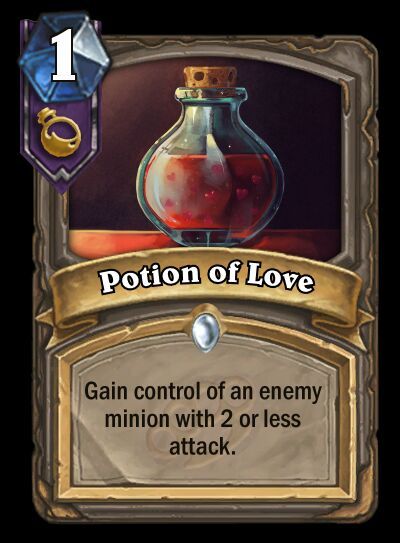 1
Potion of Love
Gain control of an enemy
minion with 2 or less
attack.